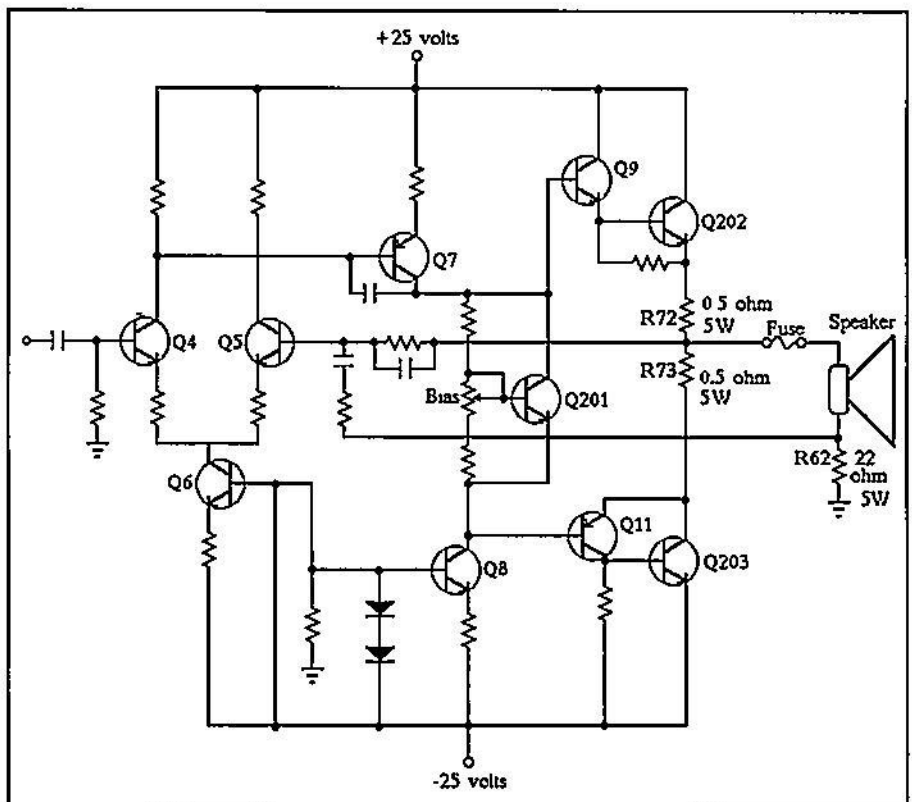 +25 volts
Q9
Q202
Q7
R72
0 5 ohm
5W
Fuse
Speaker
Q4
Q5
R73
0.5 ohm
5W
Bias
Q201
R62
22
ohm
5W
Q6
Q11
Q8
Q203
-25 volts